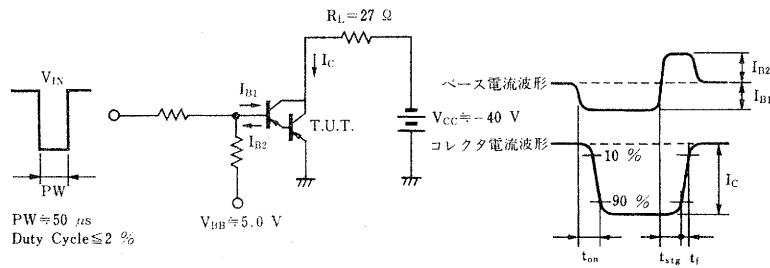 R_L=27 Ω
I_C
V_IN
I_B1
I_B2
T.U.T.
V_CC≒−40 V
PW
V_BB≒5.0 V
PW≒50 μs
Duty Cycle≦2 %
ベース電流波形
I_B2
I_B1
コレクタ電流波形
10 %
90 %
I_C
t_on
t_stg
t_f